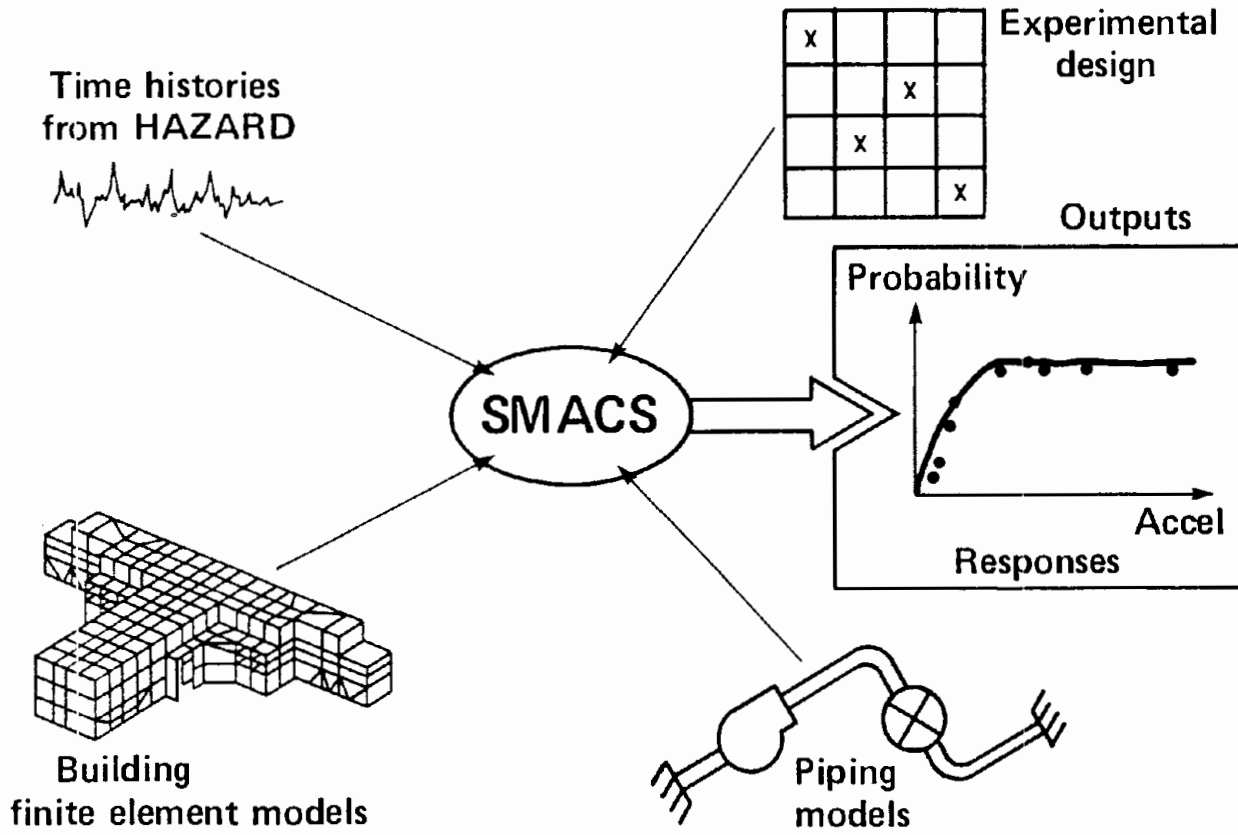 Time histories
from HAZARD
x
x
x
x
Experimental
design
Outputs
Probability
Accel
Responses
SMACS
Building
finite element models
Piping
models